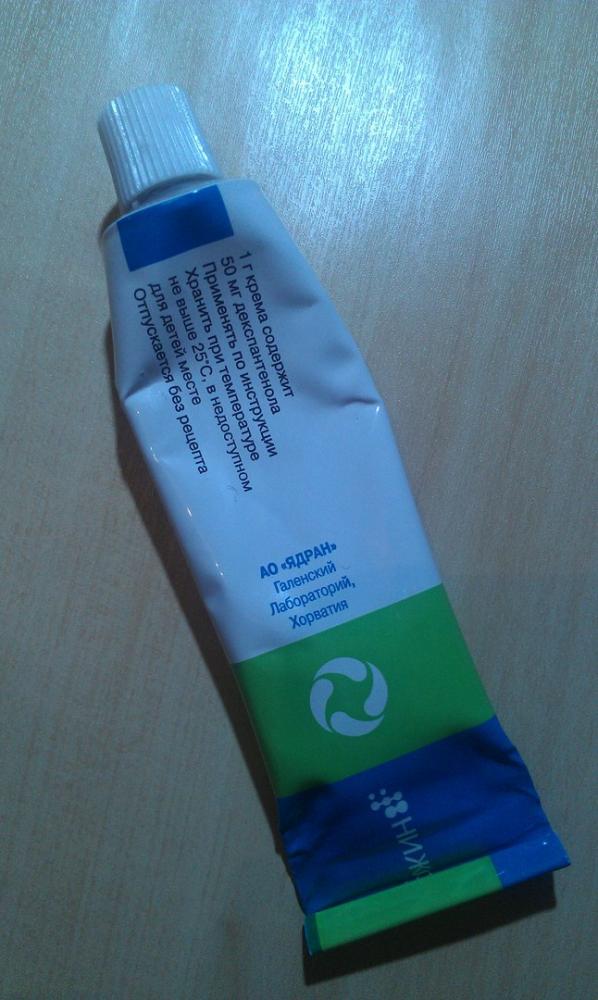 1 г крема содержит
50 мг декспантенола
Применять по инструкции
Хранить при температуре
не выше 25°С, в недоступном
для детей месте
Отпускается без рецепта
АО «ЯДРАН»
Галенский
Лабораторий,
Хорватия